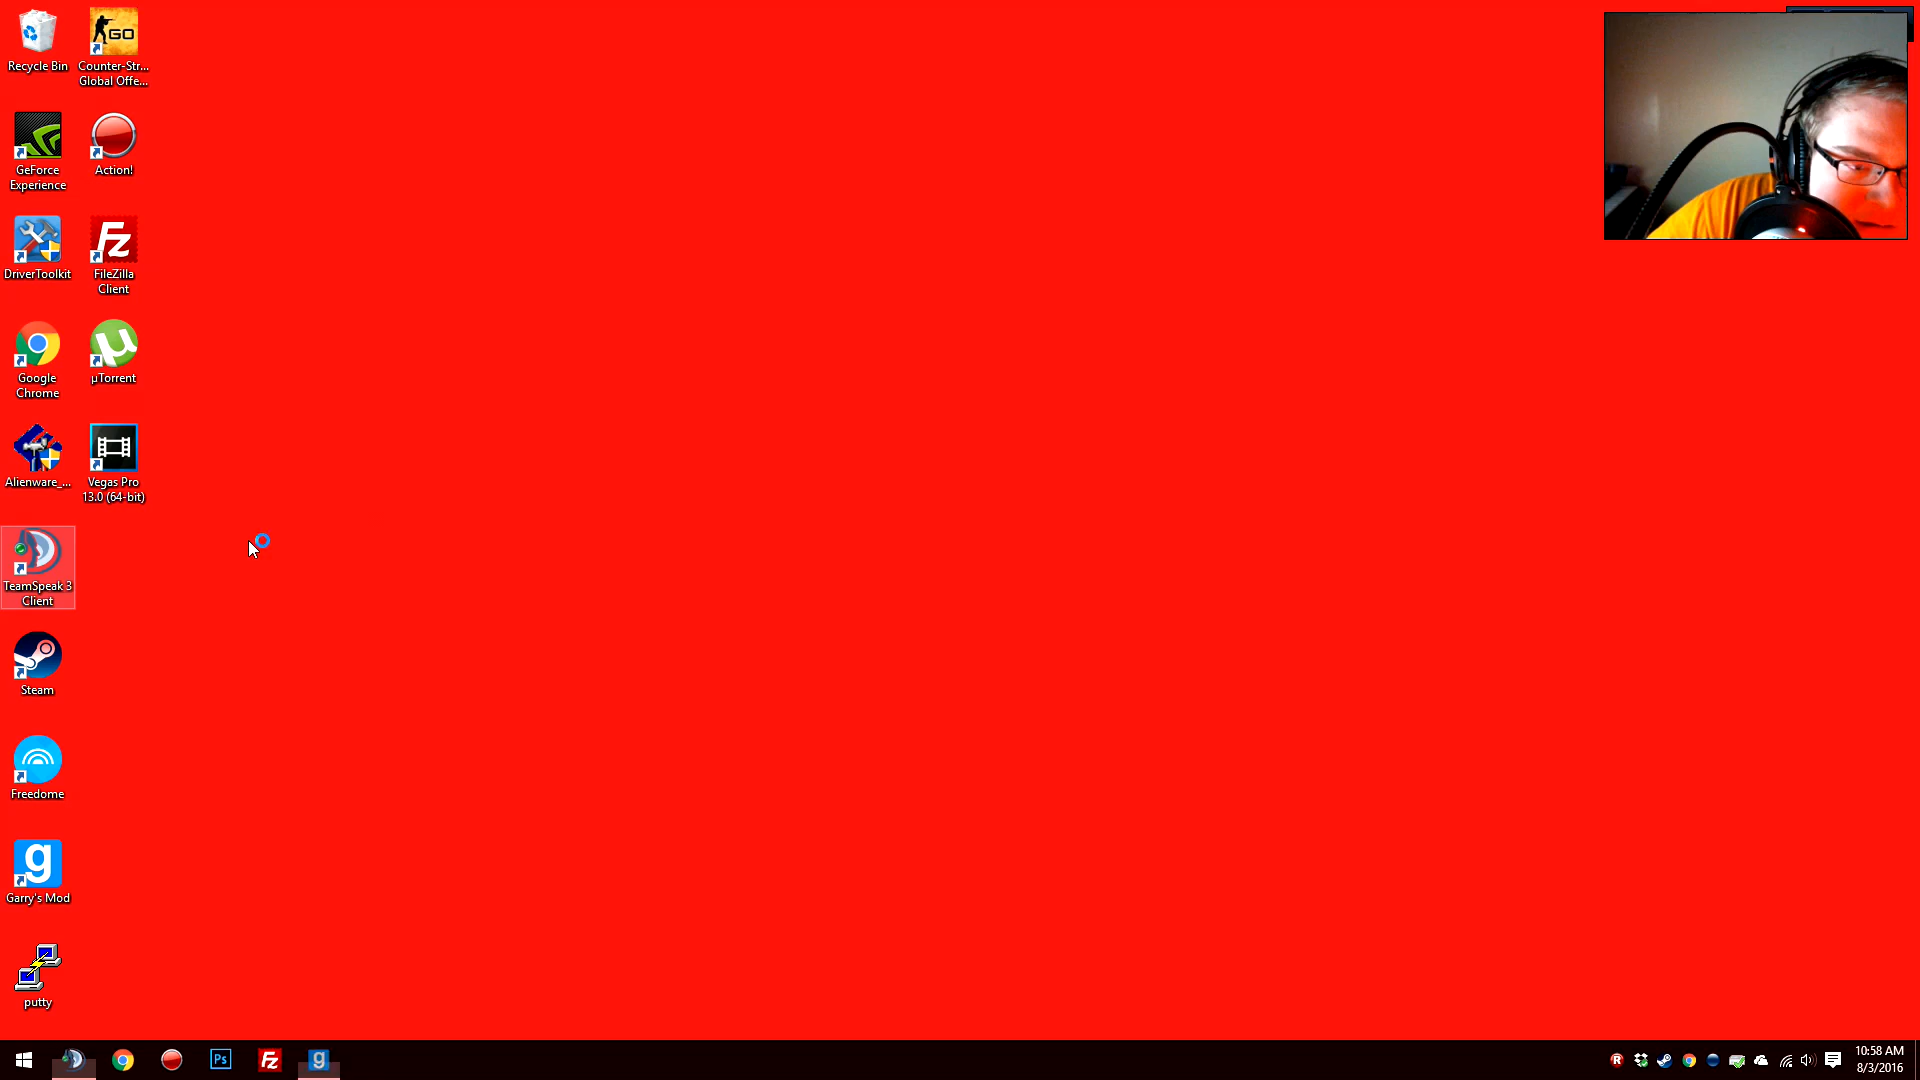 Recycle Bin
GO
Counter-Str...
Global Offe...
GeForce
Experience
Action!
DriverToolkit
Fz
FileZilla
Client
Google
Chrome
µ
µTorrent
Alienware_...
Vegas Pro
13.0 (64-bit)
TeamSpeak 3
Client
Steam
Freedome
g
Garry's Mod
putty
Ps
Fz
g
R
10:58 AM
8/3/2016